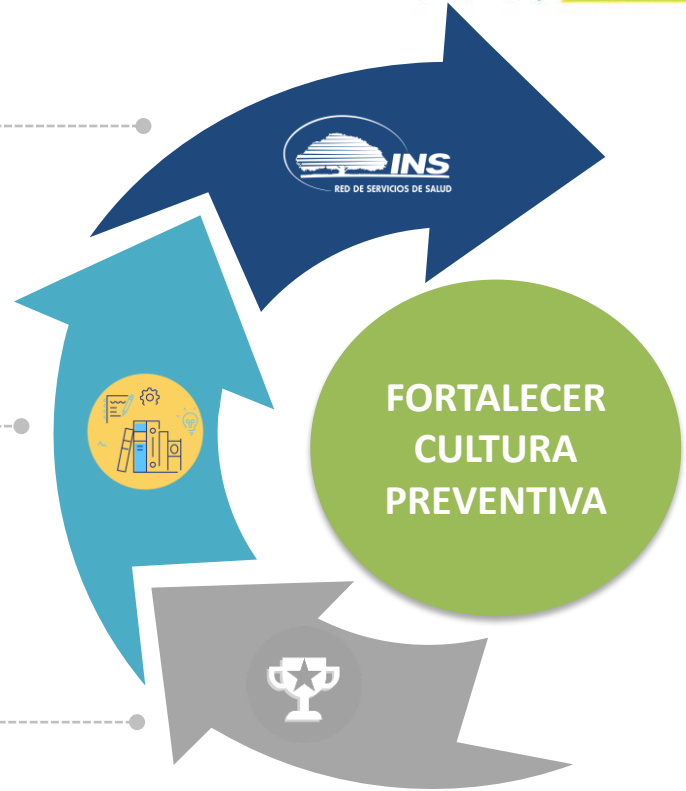 INS
RED DE SERVICIOS DE SALUD
FORTALECER
CULTURA
PREVENTIVA